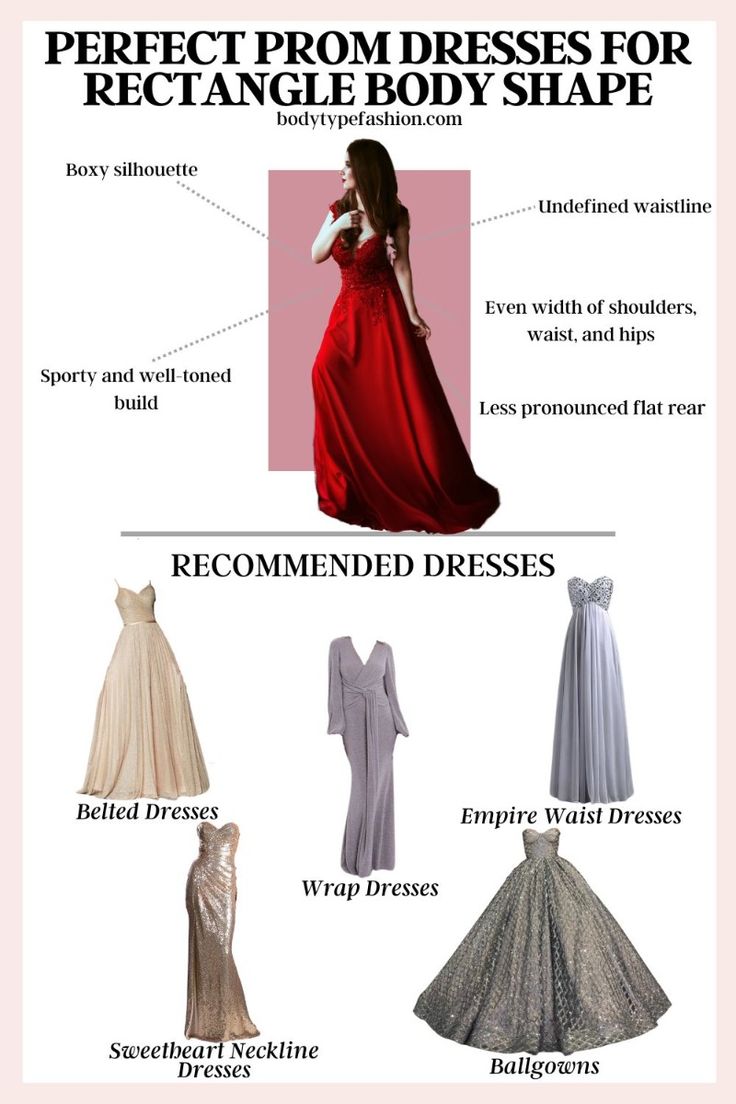 PERFECT PROM DRESSES FOR
RECTANGLE BODY SHAPE
bodytypefashion.com
Boxy silhouette
Undefined waistline
Even width of shoulders,
waist, and hips
Sporty and well-toned
build
Less pronounced flat rear
RECOMMENDED DRESSES
Belted Dresses
Empire Waist Dresses
Wrap Dresses
Sweetheart Neckline
Dresses
Ballgowns